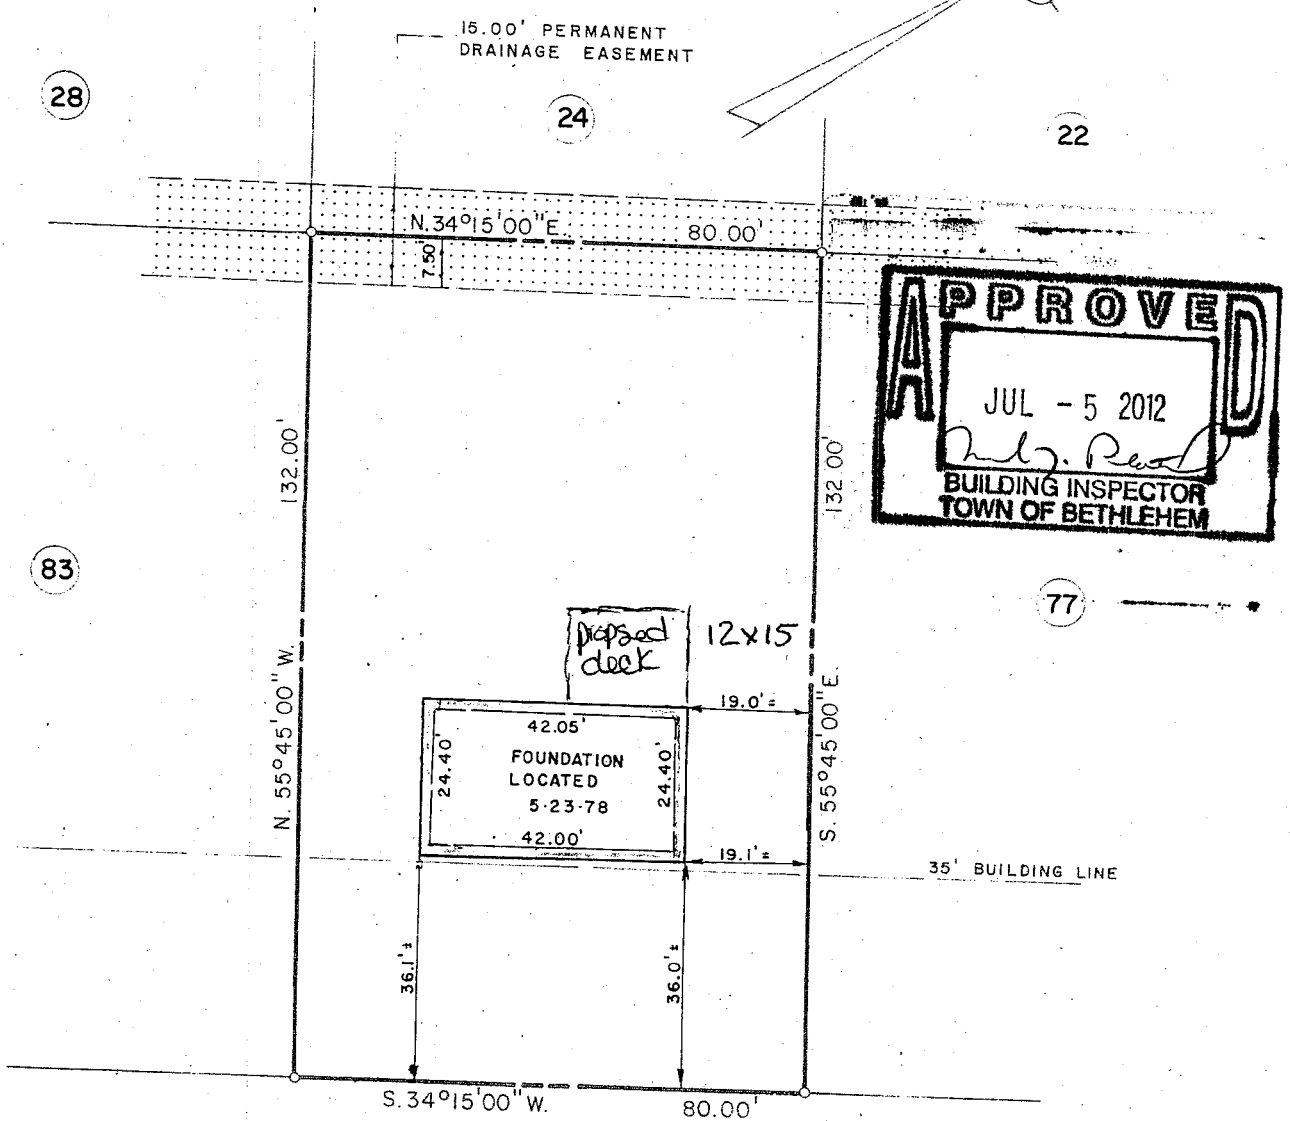 15.00' PERMANENT
DRAINAGE EASEMENT
28
24
22
N.34°15'00"E. 80.00'
7.50'
APPROVED
JUL - 5 2012
BUILDING INSPECTOR
TOWN OF BETHLEHEM
132.00'
132.00'
83
77
propsed
deck
12x15
N. 55°45'00"W.
S. 55°45'00"E.
19.0'±
42.05'
24.40'
FOUNDATION
LOCATED
5-23-78
24.40'
42.00'
19.1'±
35' BUILDING LINE
36.1'±
36.0'±
S.34°15'00"W. 80.00'